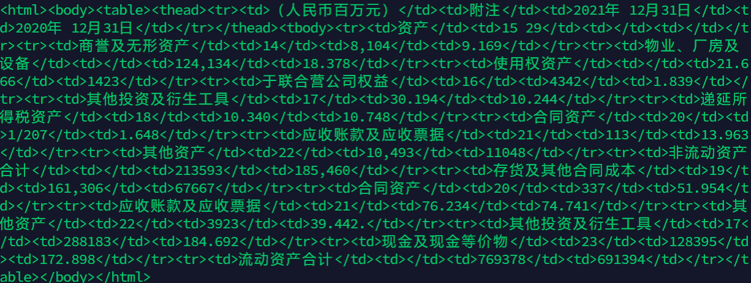 <html><body><table><thead><tr><td>(人民币百万元)</td><td>附注</td><td>2021年 12月31日</td><t
d>2020年 12月31日</td></tr></thead><tbody><tr><td>资产</td><td>15 29</td><td></td><td></td></t
r><tr><td>商誉及无形资产</td><td>14</td><td>8,104</td><td>9.169</td></tr><tr><td>物业、厂房及
设备</td><td></td><td>124,134</td><td>18.378</td></tr><tr><td>使用权资产</td><td></td><td>21.6
66</td><td>1423</td></tr><tr><td>于联合营公司权益</td><td>16</td><td>4342</td><td>1.839</td></
tr><tr><td>其他投资及衍生工具</td><td>17</td><td>30.194</td><td>10.244</td></tr><tr><td>递延所
得税资产</td><td>18</td><td>10.340</td><td>10.748</td></tr><tr><td>合同资产</td><td>20</td><td
>1/207</td><td>1.648</td></tr><tr><td>应收账款及应收票据</td><td>21</td><td>113</td><td>13.963
</td></tr><tr><td>其他资产</td><td>22</td><td>10,493</td><td>11048</td></tr><tr><td>非流动资产
合计</td><td></td><td>213593</td><td>185,460</td></tr><tr><td>存货及其他合同成本</td><td>19</td><t
d>161,306</td><td>67667</td></tr><tr><td>合同资产</td><td>20</td><td>337</td><td>51.954</td></t
r><tr><td>应收账款及应收票据</td><td>21</td><td>76.234</td><td>74.741</td></tr><tr><td>其
他资产</td><td>22</td><td>3923</td><td>39.442.</td></tr><tr><td>其他投资及衍生工具</td><td>17<
/td><td>288183</td><td>184.692</td></tr><tr><td>现金及现金等价物</td><td>23</td><td>128395</td
><td>172.898</td></tr><tr><td>流动资产合计</td><td></td><td>769378</td><td>691394</td></tr></t
able></body></html>